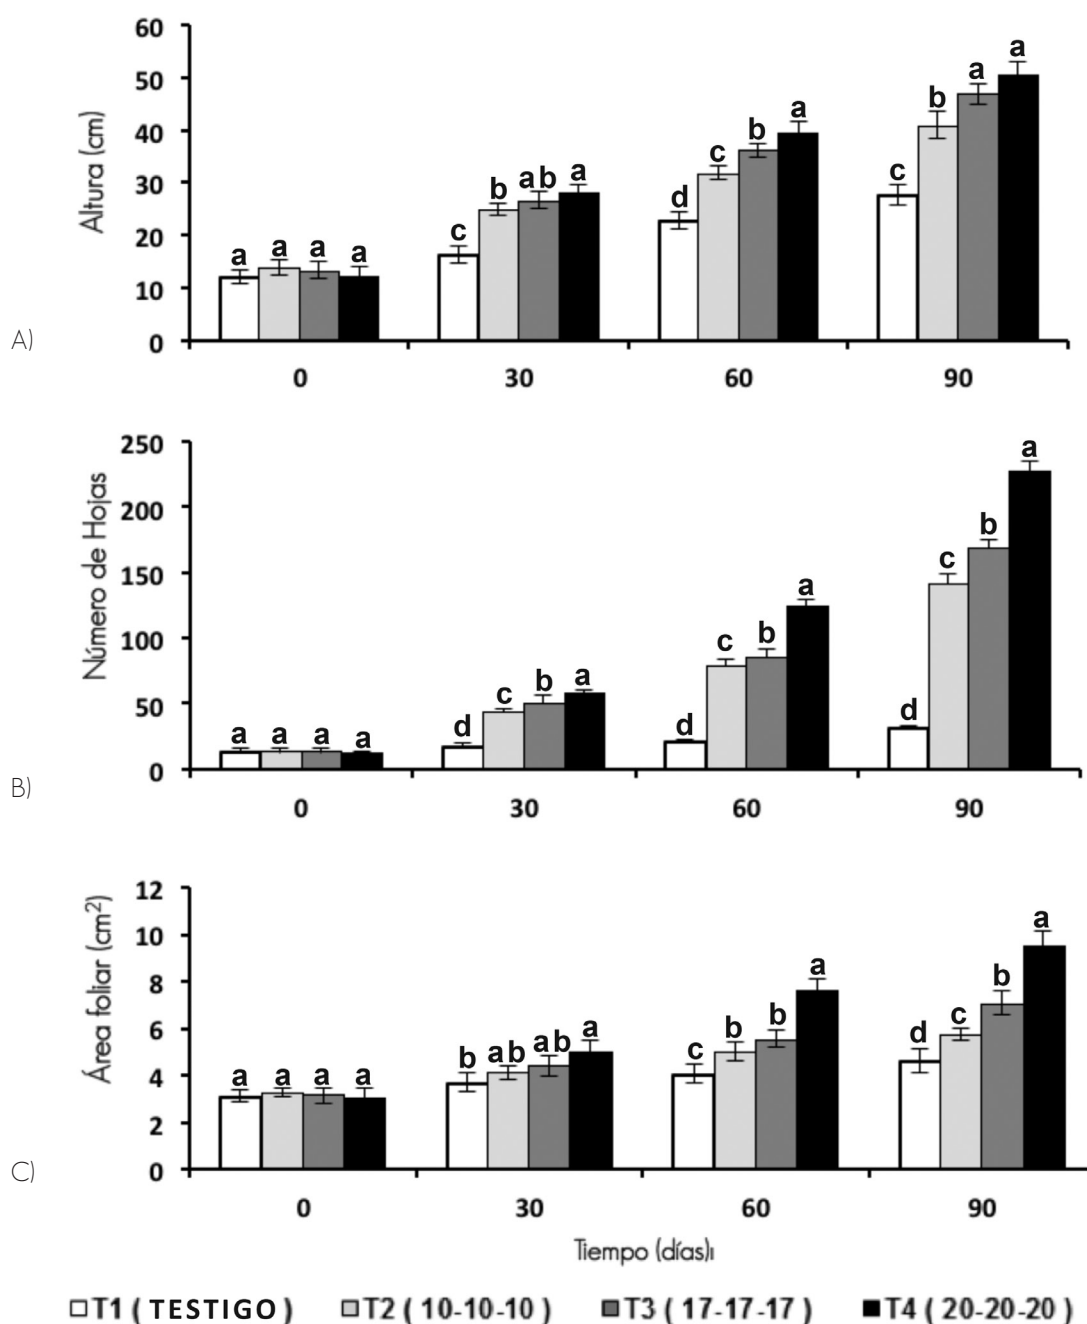 60
50
40
30
20
10
0
Altura (cm)
a a a a
c b ab a
d c b a
c b a a
A)
0 30 60 90
250
200
150
100
50
0
Número de Hojas
a a a a
d c b a
d c b a
d c b a
B)
0 30 60 90
12
10
8
6
4
2
0
Área foliar (cm²)
a a a a
b ab ab a
c b b a
d c b a
C)
0 30 60 90
Tiempo (días)
T1 ( TESTIGO ) T2 ( 10-10-10 ) T3 ( 17-17-17 ) T4 ( 20-20-20 )